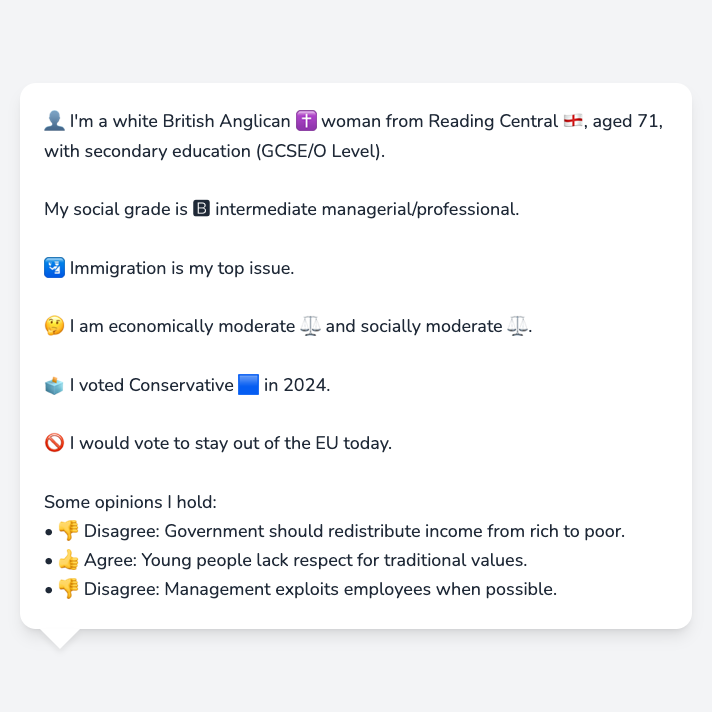 👤 I'm a white British Anglican ✝️ woman from Reading Central 🏴󠁧󠁢󠁥󠁮󠁧󠁿, aged 71,
with secondary education (GCSE/O Level).
My social grade is 🅱 intermediate managerial/professional.
🛂 Immigration is my top issue.
🤔 I am economically moderate ⚖️ and socially moderate ⚖️.
🗳️ I voted Conservative 🟦 in 2024.
🚫 I would vote to stay out of the EU today.
Some opinions I hold:
• 👎 Disagree: Government should redistribute income from rich to poor.
• 👍 Agree: Young people lack respect for traditional values.
• 👎 Disagree: Management exploits employees when possible.